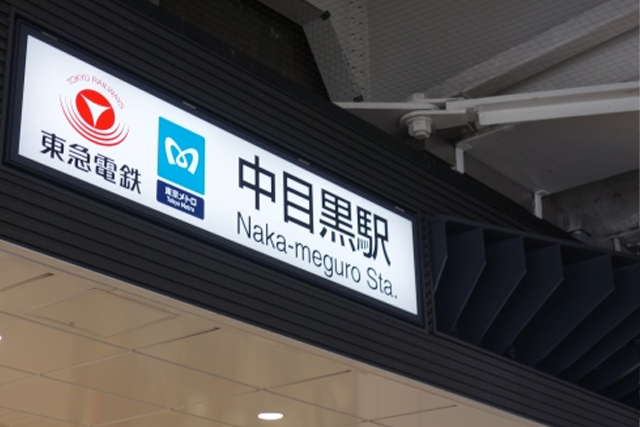 TOKYU RAILWAYS
東急電鉄
東京メトロ
Tokyo Metro
中目黒駅
Naka-meguro Sta.